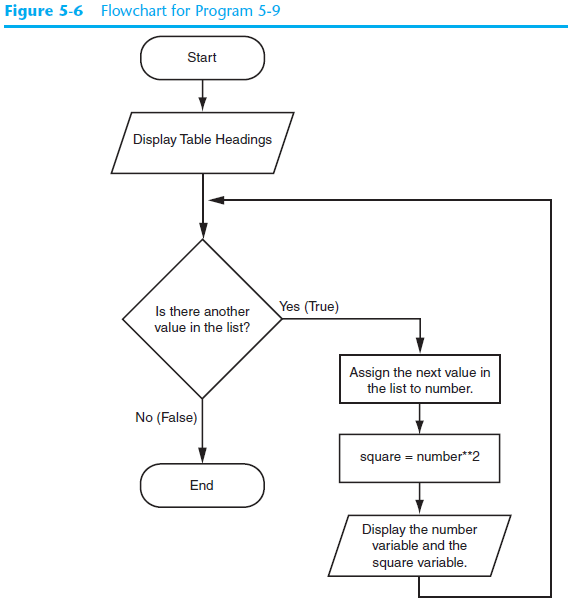 Figure 5-6 Flowchart for Program 5-9
Start
Display Table Headings
Is there another
value in the list?
Yes (True)
Assign the next value in
the list to number.
square = number**2
Display the number
variable and the
square variable.
No (False)
End